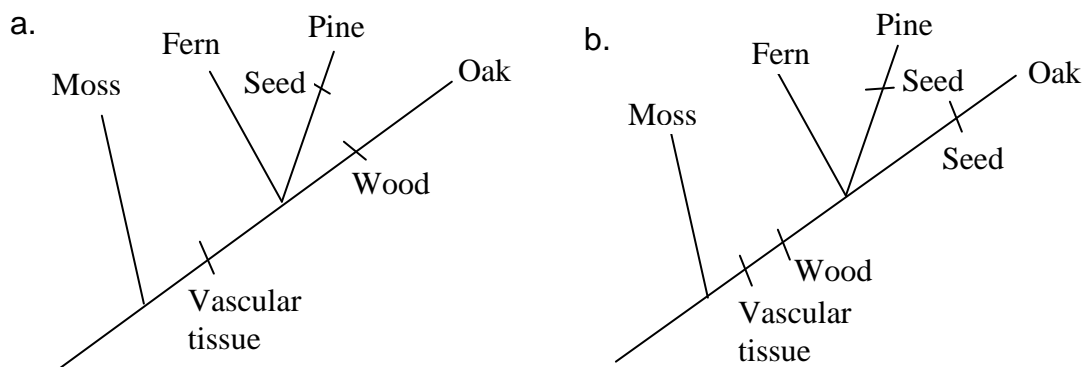 a.
Moss
Fern
Pine
Seed
Oak
Wood
Vascular
tissue
b.
Moss
Fern
Pine
Seed
Oak
Seed
Wood
Vascular
tissue